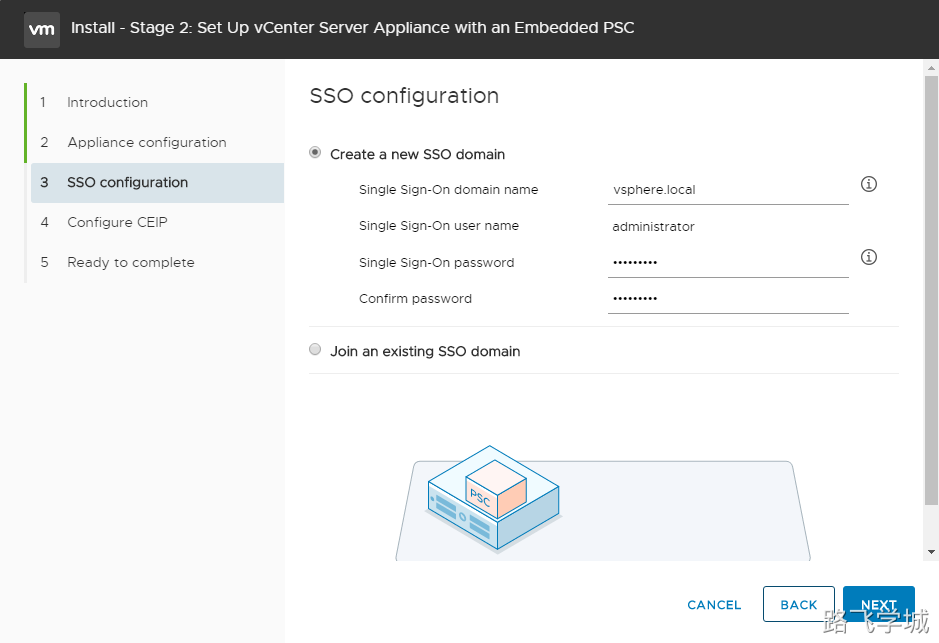 vm Install - Stage 2: Set Up vCenter Server Appliance with an Embedded PSC
1 Introduction
2 Appliance configuration
3 SSO configuration
4 Configure CEIP
5 Ready to complete
SSO configuration
Create a new SSO domain
Single Sign-On domain name vsphere.local
Single Sign-On user name administrator
Single Sign-On password •••••••••
Confirm password •••••••••
Join an existing SSO domain
PSC
CANCEL BACK NEXT
路飞学城